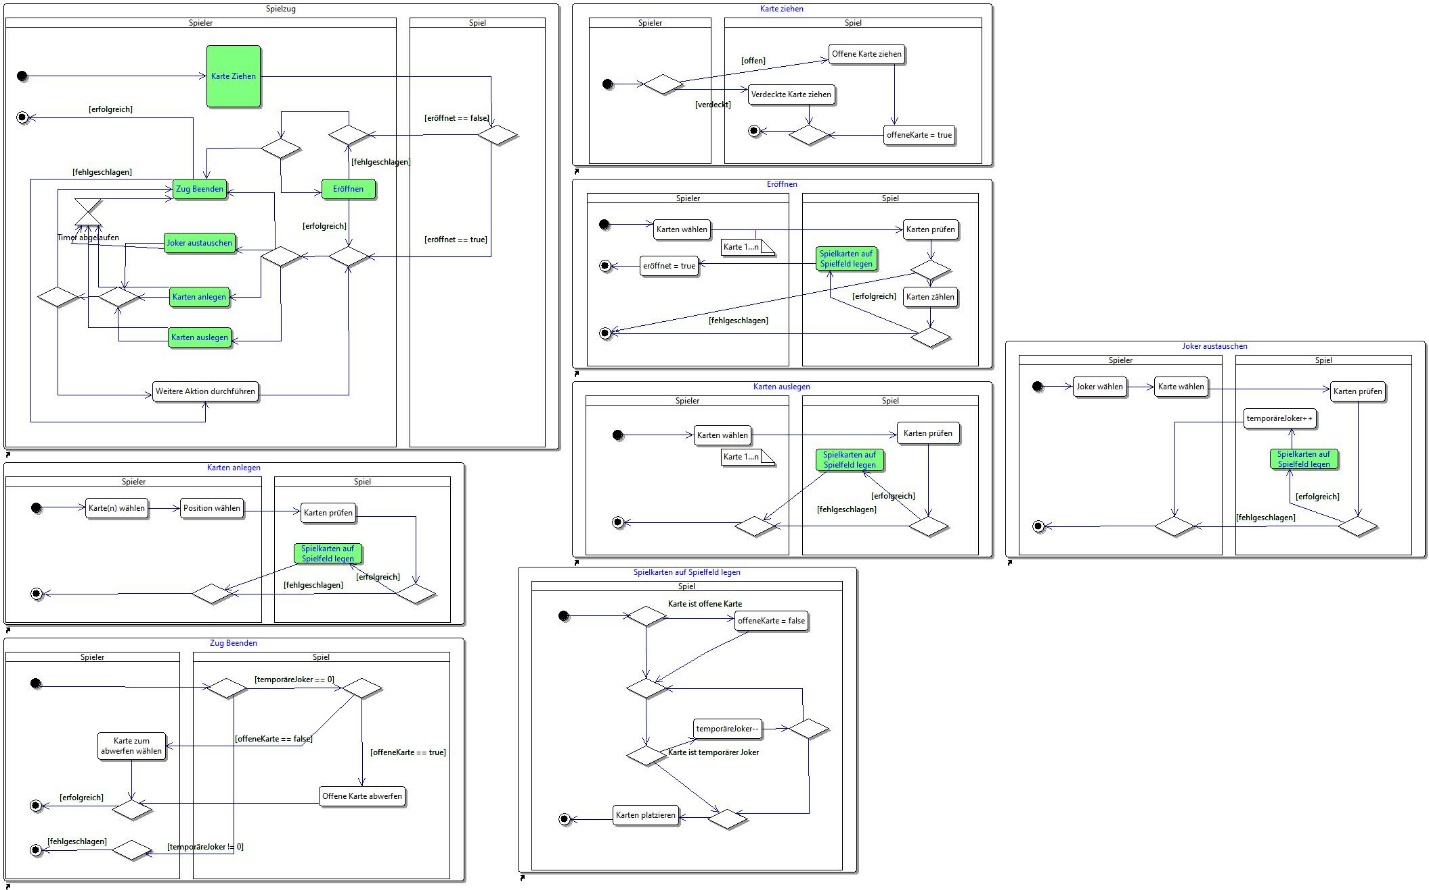 Spielzug
Spieler
Spiel
Karte Ziehen
[erfolgreich]
[eröffnet == false]
[fehlgeschlagen]
[fehlgeschlagen]
Zug Beenden
Eröffnen
[erfolgreich]
Timer abgelaufen
Joker austauschen
[eröffnet == true]
Karten anlegen
Karten auslegen
Weitere Aktion durchführen
Karte ziehen
Spieler
Spiel
Offene Karte ziehen
[offen]
Verdeckte Karte ziehen
[verdeckt]
offeneKarte = true
Eröffnen
Spieler
Spiel
Karten wählen
Karten prüfen
Karte 1...n
Spielkarten auf
Spielfeld legen
eröffnet = true
[erfolgreich]
Karten zählen
[fehlgeschlagen]
Karten auslegen
Spieler
Spiel
Karten wählen
Karten prüfen
Karte 1...n
Spielkarten auf
Spielfeld legen
[erfolgreich]
[fehlgeschlagen]
Joker austauschen
Spieler
Spiel
Joker wählen
Karte wählen
Karten prüfen
temporäreJoker++
Spielkarten auf
Spielfeld legen
[erfolgreich]
[fehlgeschlagen]
Karten anlegen
Spieler
Spiel
Karte(n) wählen
Position wählen
Karten prüfen
Spielkarten auf
Spielfeld legen
[erfolgreich]
[fehlgeschlagen]
Spielkarten auf Spielfeld legen
Spiel
Karte ist offene Karte
offeneKarte = false
temporäreJoker--
Karte ist temporärer Joker
Karten platzieren
Zug Beenden
Spieler
Spiel
[temporäreJoker == 0]
Karte zum
abwerfen wählen
[offeneKarte == false]
[offeneKarte == true]
[erfolgreich]
Offene Karte abwerfen
[fehlgeschlagen]
[temporäreJoker != 0]